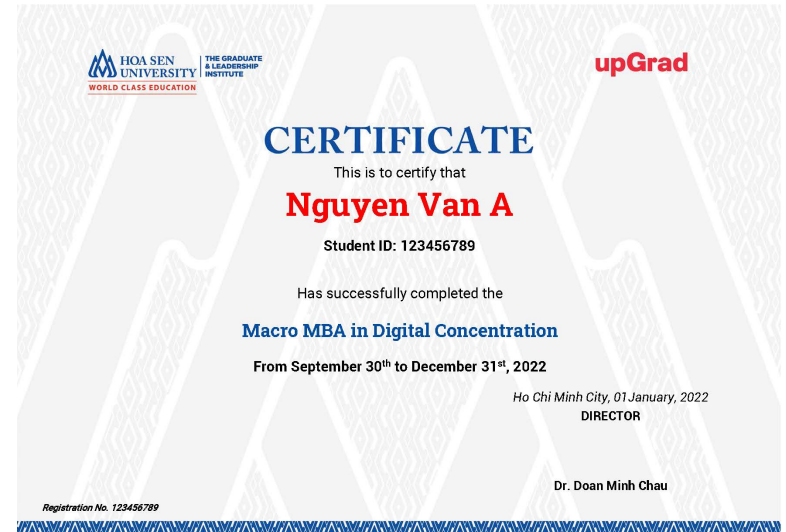 HOA SEN
UNIVERSITY
WORLD CLASS EDUCATION
THE GRADUATE
& LEADERSHIP
INSTITUTE
upGrad
CERTIFICATE
This is to certify that
Nguyen Van A
Student ID: 123456789
Has successfully completed the
Macro MBA in Digital Concentration
From September 30th to December 31st, 2022
Ho Chi Minh City, 01January, 2022
DIRECTOR
Dr. Doan Minh Chau
Registration No. 123456789